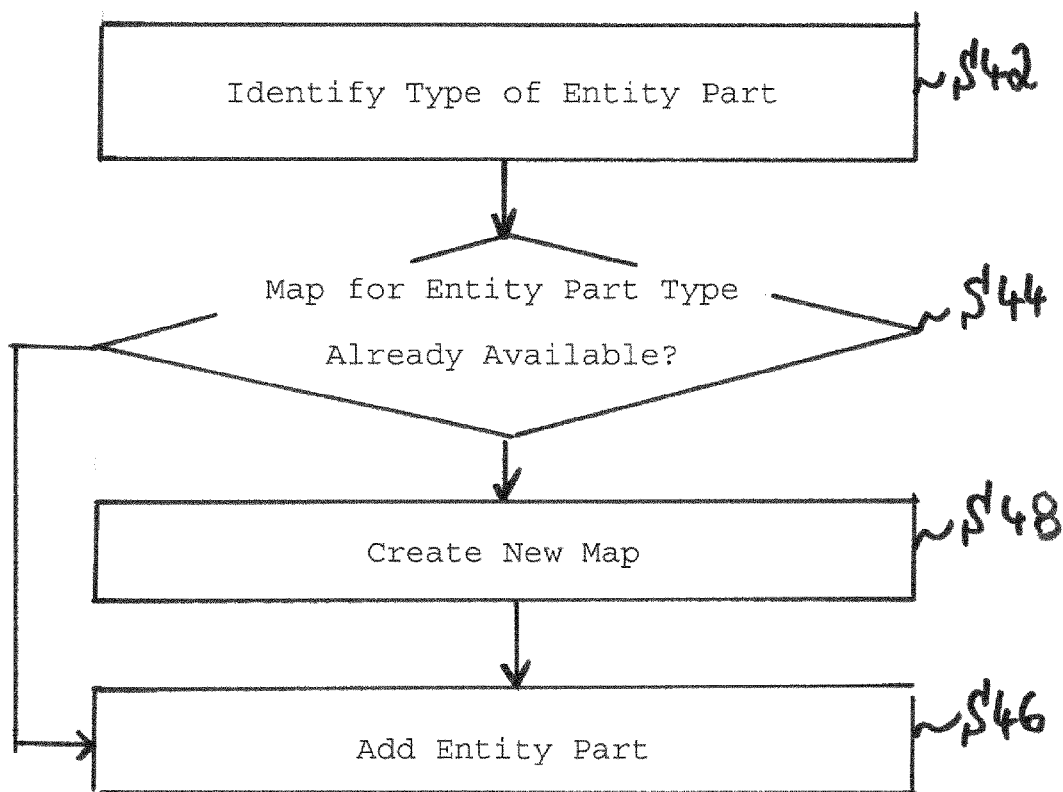 Identify Type of Entity Part
S42
Map for Entity Part Type
S44
Already Available?
Create New Map
S48
Add Entity Part
S46